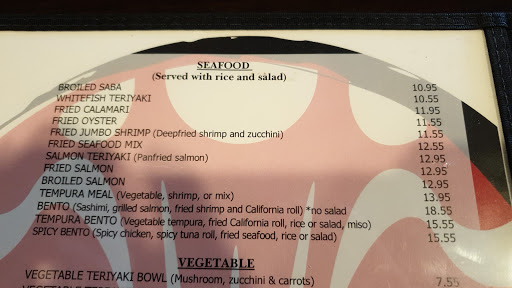 SEAFOOD
(Served with rice and salad)
BROILED SABA 10.95
WHITEFISH TERIYAKI 10.55
FRIED CALAMARI 11.95
FRIED OYSTER 11.55
FRIED JUMBO SHRIMP (Deepfried shrimp and zucchini) 11.55
FRIED SEAFOOD MIX 12.55
SALMON TERIYAKI (Panfried salmon) 12.95
FRIED SALMON 12.95
BROILED SALMON 12.95
TEMPURA MEAL (Vegetable, shrimp, or mix) 13.95
BENTO (Sashimi, grilled salmon, fried shrimp and California roll) *no salad 18.55
TEMPURA BENTO (Vegetable tempura, fried California roll, rice or salad, miso) 15.55
SPICY BENTO (Spicy chicken, spicy tuna roll, fried seafood, rice or salad) 15.55
VEGETABLE
VEGETABLE TERIYAKI BOWL (Mushroom, zucchini & carrots) 7.55